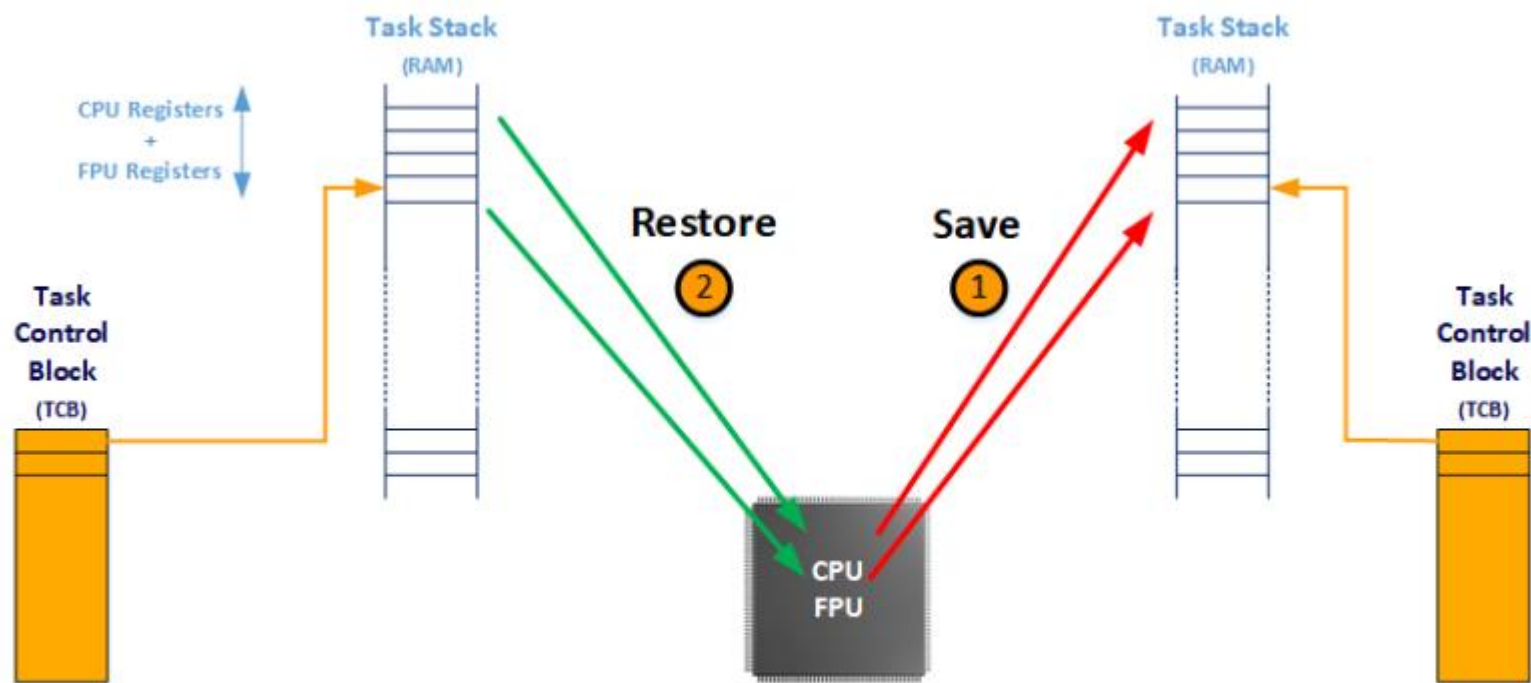 Task Stack
(RAM)
CPU Registers
+
FPU Registers
Task Stack
(RAM)
Restore
2
Save
1
Task
Control
Block
(TCB)
Task
Control
Block
(TCB)
CPU
FPU